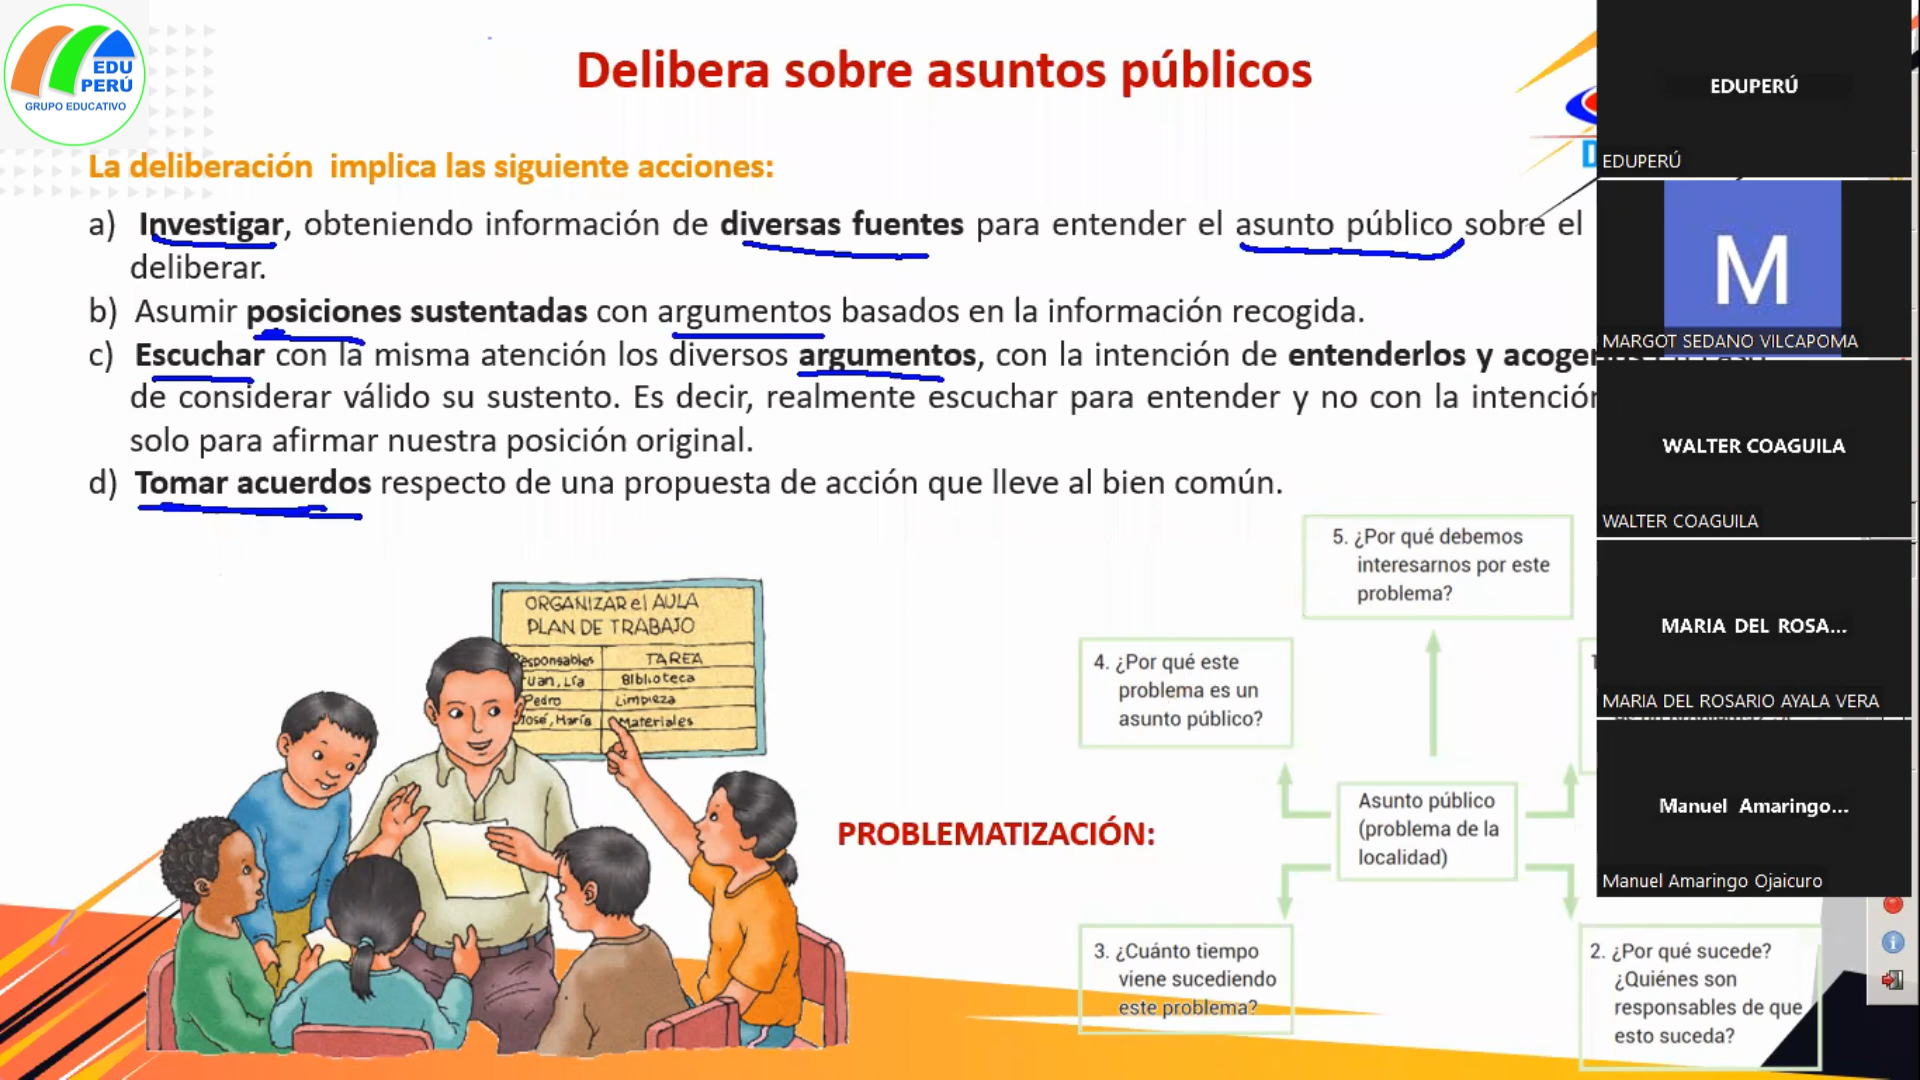 EDU
PERÚ
GRUPO EDUCATIVO
Delibera sobre asuntos públicos
La deliberación implica las siguiente acciones:
a) Investigar, obteniendo información de diversas fuentes para entender el asunto público sobre el
deliberar.
b) Asumir posiciones sustentadas con argumentos basados en la información recogida.
c) Escuchar con la misma atención los diversos argumentos, con la intención de entenderlos y
de considerar válido su sustento. Es decir, realmente escuchar para entender y no con la
solo para afirmar nuestra posición original.
d) Tomar acuerdos respecto de una propuesta de acción que lleve al bien común.
ORGANIZAR el AULA
PLAN DE TRABAJO
Responsables TAREA
Juan, Lía Biblioteca
Pedro Limpieza
José, María Materiales
PROBLEMATIZACIÓN:
5. ¿Por qué debemos
interesarnos por este
problema?
4. ¿Por qué este
problema es un
asunto público?
Asunto público
(problema de la
localidad)
3. ¿Cuánto tiempo
viene sucediendo
este problema?
2. ¿Por qué sucede?
¿Quiénes son
responsables de que
esto suceda?
EDUPERÚ
EDUPERÚ
M
MARGOT SEDANO VILCAPOMA
WALTER COAGUILA
WALTER COAGUILA
MARIA DEL ROSA...
MARIA DEL ROSARIO AYALA VERA
Manuel Amaringo...
Manuel Amaringo Ojaicuro